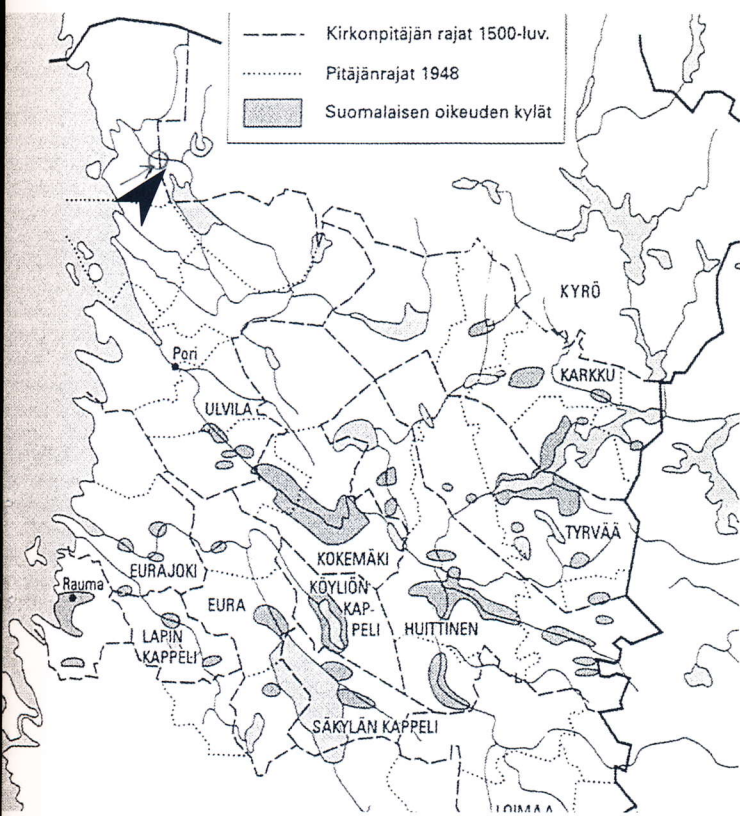 Kirkonpitäjän rajat 1500-luv.
Pitäjänrajat 1948
Suomalaisen oikeuden kylät
KYRÖ
Pori
KARKKU
ULVILA
TYRVÄÄ
KOKEMÄKI
EURAJOKI
Rauma
EURA
KÖYLIÖN
KAP-
PELI
HUITTINEN
LAPIN
KAPPELI
SÄKYLÄN KAPPELI
LOIMAA